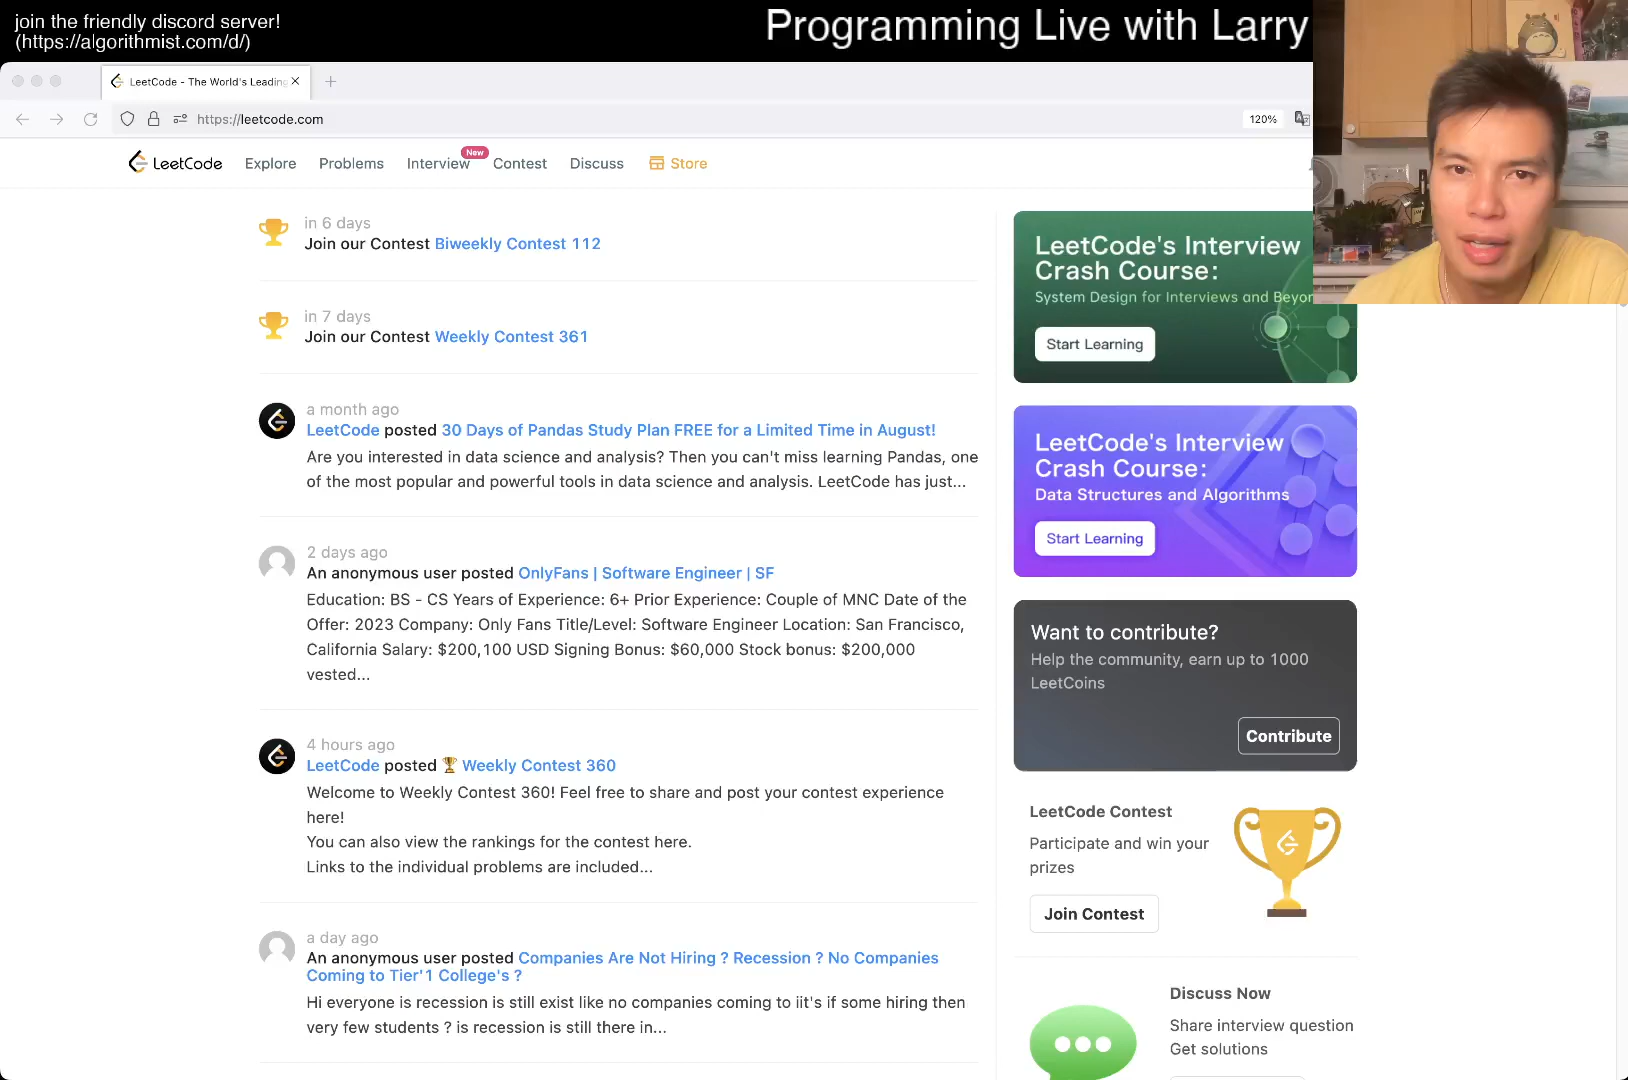 join the friendly discord server!
(https://algorithmist.com/d/)
Programming Live with Larry
LeetCode - The World's Leading
https://leetcode.com
120%
LeetCode
Explore
Problems
Interview
New
Contest
Discuss
Store
in 6 days
Join our Contest Biweekly Contest 112
in 7 days
Join our Contest Weekly Contest 361
a month ago
LeetCode posted 30 Days of Pandas Study Plan FREE for a Limited Time in August!
Are you interested in data science and analysis? Then you can't miss learning Pandas, one
of the most popular and powerful tools in data science and analysis. LeetCode has just...
2 days ago
An anonymous user posted OnlyFans | Software Engineer | SF
Education: BS - CS Years of Experience: 6+ Prior Experience: Couple of MNC Date of the
Offer: 2023 Company: Only Fans Title/Level: Software Engineer Location: San Francisco,
California Salary: $200,100 USD Signing Bonus: $60,000 Stock bonus: $200,000
vested...
4 hours ago
LeetCode posted 🏆 Weekly Contest 360
Welcome to Weekly Contest 360! Feel free to share and post your contest experience
here!
You can also view the rankings for the contest here.
Links to the individual problems are included...
a day ago
An anonymous user posted Companies Are Not Hiring ? Recession ? No Companies
Coming to Tier'1 College's ?
Hi everyone is recession is still exist like no companies coming to iit's if some hiring then
very few students ? is recession is still there in...
LeetCode's Interview
Crash Course:
System Design for Interviews and Beyon
Start Learning
LeetCode's Interview
Crash Course:
Data Structures and Algorithms
Start Learning
Want to contribute?
Help the community, earn up to 1000
LeetCoins
Contribute
LeetCode Contest
Participate and win your
prizes
Join Contest
Discuss Now
Share interview question
Get solutions